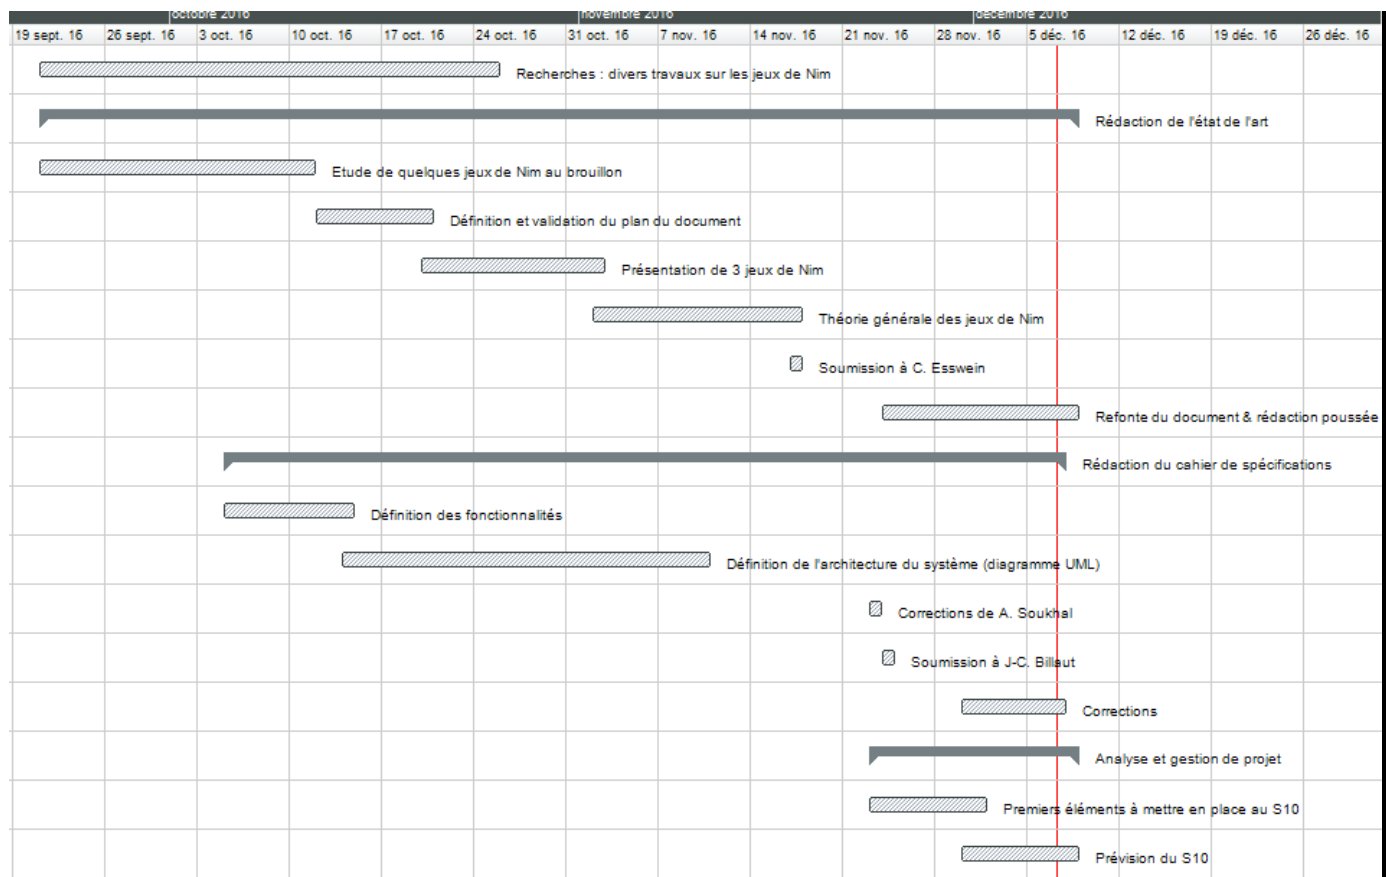 octobre 2016 novembre 2016 décembre 2016
19 sept. 16 26 sept. 16 3 oct. 16 10 oct. 16 17 oct. 16 24 oct. 16 31 oct. 16 7 nov. 16 14 nov. 16 21 nov. 16 28 nov. 16 5 déc. 16 12 déc. 16 19 déc. 16 26 déc. 16
Recherches : divers travaux sur les jeux de Nim
Rédaction de l'état de l'art
Etude de quelques jeux de Nim au brouillon
Définition et validation du plan du document
Présentation de 3 jeux de Nim
Théorie générale des jeux de Nim
Soumission à C. Esswein
Refonte du document & rédaction poussée
Rédaction du cahier de spécifications
Définition des fonctionnalités
Définition de l'architecture du système (diagramme UML)
Corrections de A. Soukhal
Soumission à J-C. Billaut
Corrections
Analyse et gestion de projet
Premiers éléments à mettre en place au S10
Prévision du S10